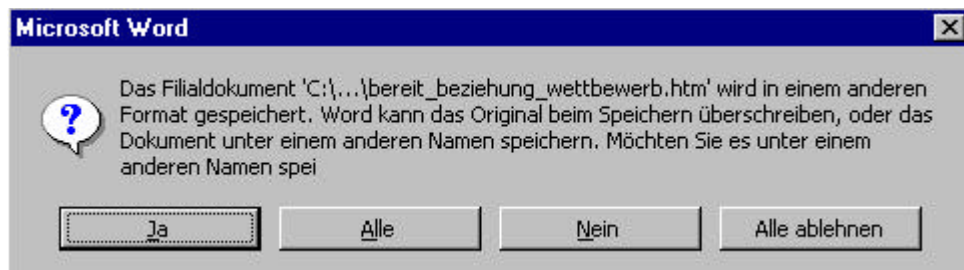 Microsoft Word
Das Filialdokument 'C:\...\bereit_beziehung_wettbewerb.htm' wird in einem anderen
Format gespeichert. Word kann das Original beim Speichern überschreiben, oder das
Dokument unter einem anderen Namen speichern. Möchten Sie es unter einem
anderen Namen spei
Ja
Alle
Nein
Alle ablehnen